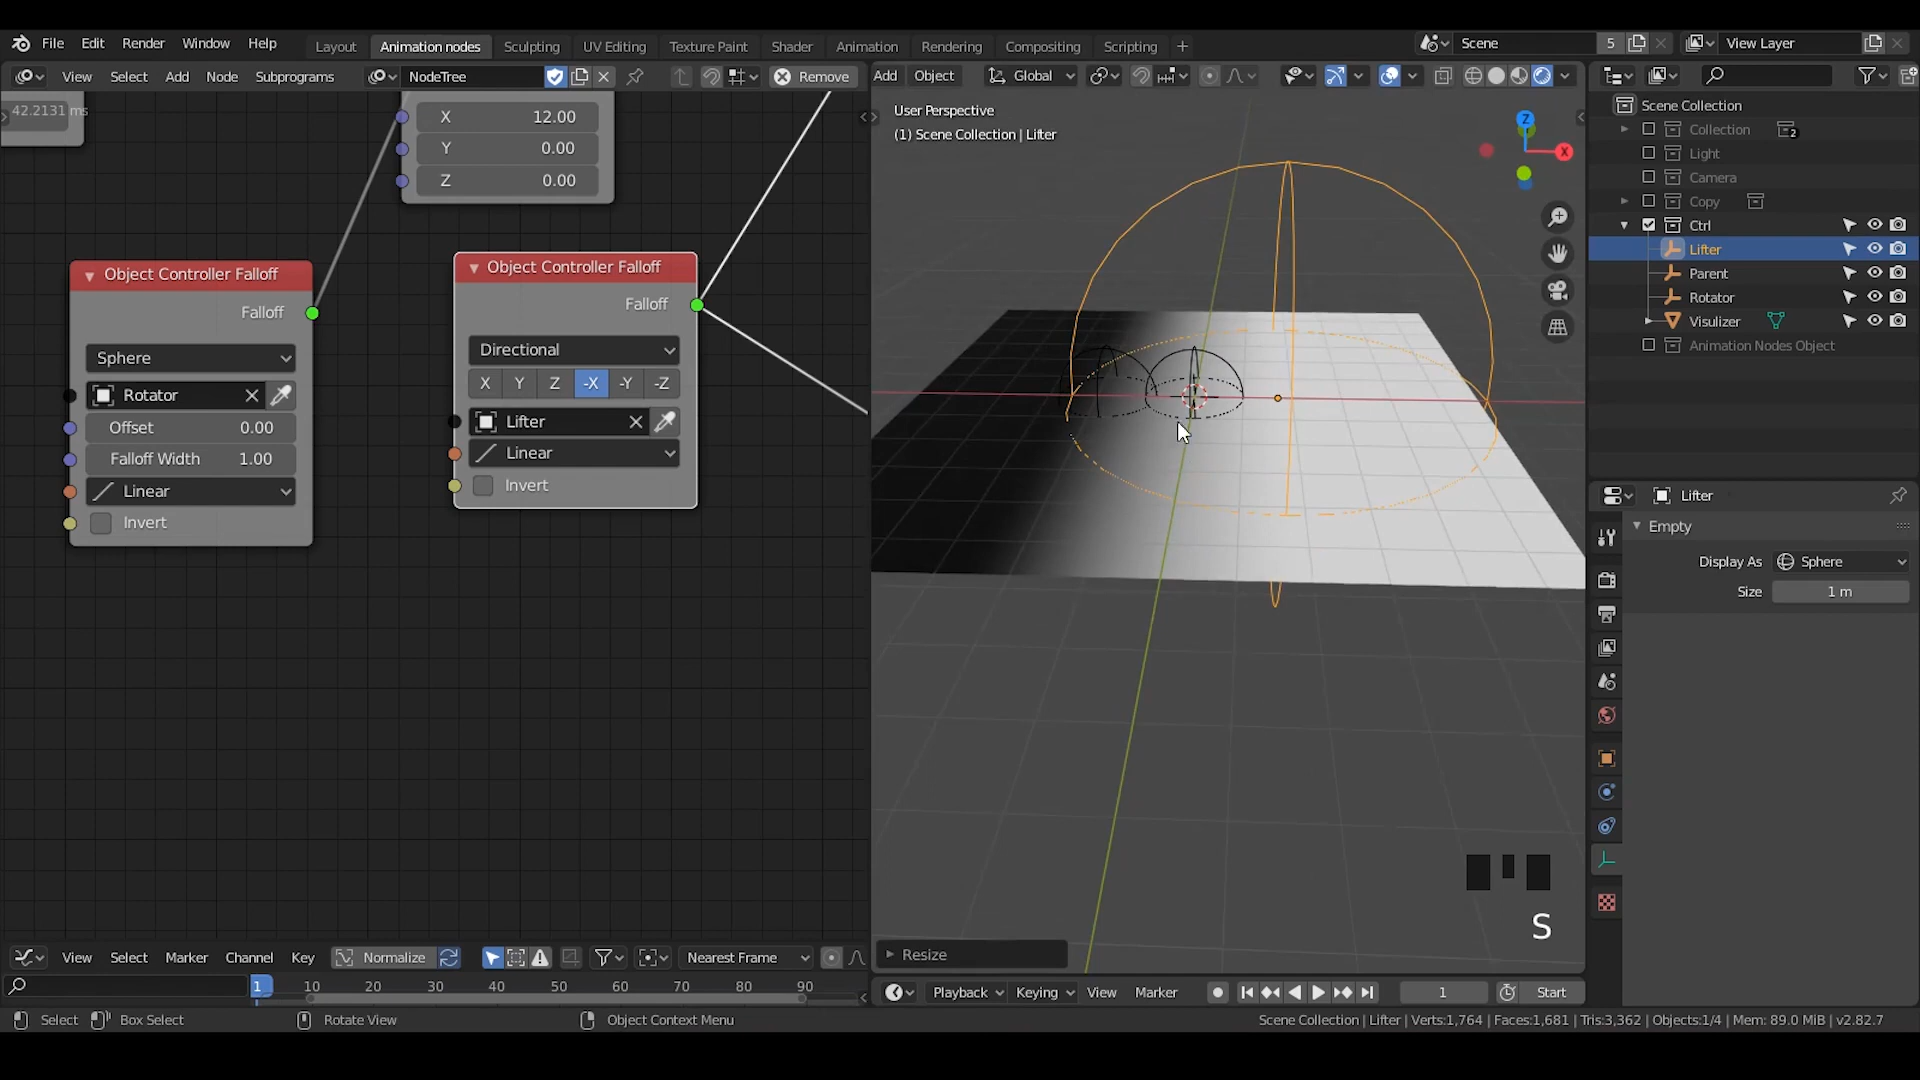 File Edit Render Window Help Layout Animation nodes Sculpting UV Editing Texture Paint Shader Animation Rendering Compositing Scripting + Scene 5 View Layer
View Select Add Node Subprograms NodeTree Remove Add Object Global
42.2131 ms
X 12.00
Y 0.00
Z 0.00
Object Controller Falloff
Falloff
Sphere
Rotator
Offset 0.00
Falloff Width 1.00
Linear
Invert
Object Controller Falloff
Falloff
Directional
X Y Z -X -Y -Z
Lifter
Linear
Invert
User Perspective
(1) Scene Collection | Lifter
Z
X
S
Resize
Scene Collection
Collection 2
Light
Camera
Copy
Ctrl
Lifter
Parent
Rotator
Visulizer
Animation Nodes Object
Lifter
Empty
Display As Sphere
Size 1 m
View Select Marker Channel Key Normalize Nearest Frame
1 10 20 30 40 50 60 70 80 90
Playback Keying View Marker 1 Start
Select Box Select Rotate View Object Context Menu Scene Collection | Lifter | Verts:1,764 | Faces:1,681 | Tris:3,362 | Objects:1/4 | Mem: 89.0 MiB | v2.82.7